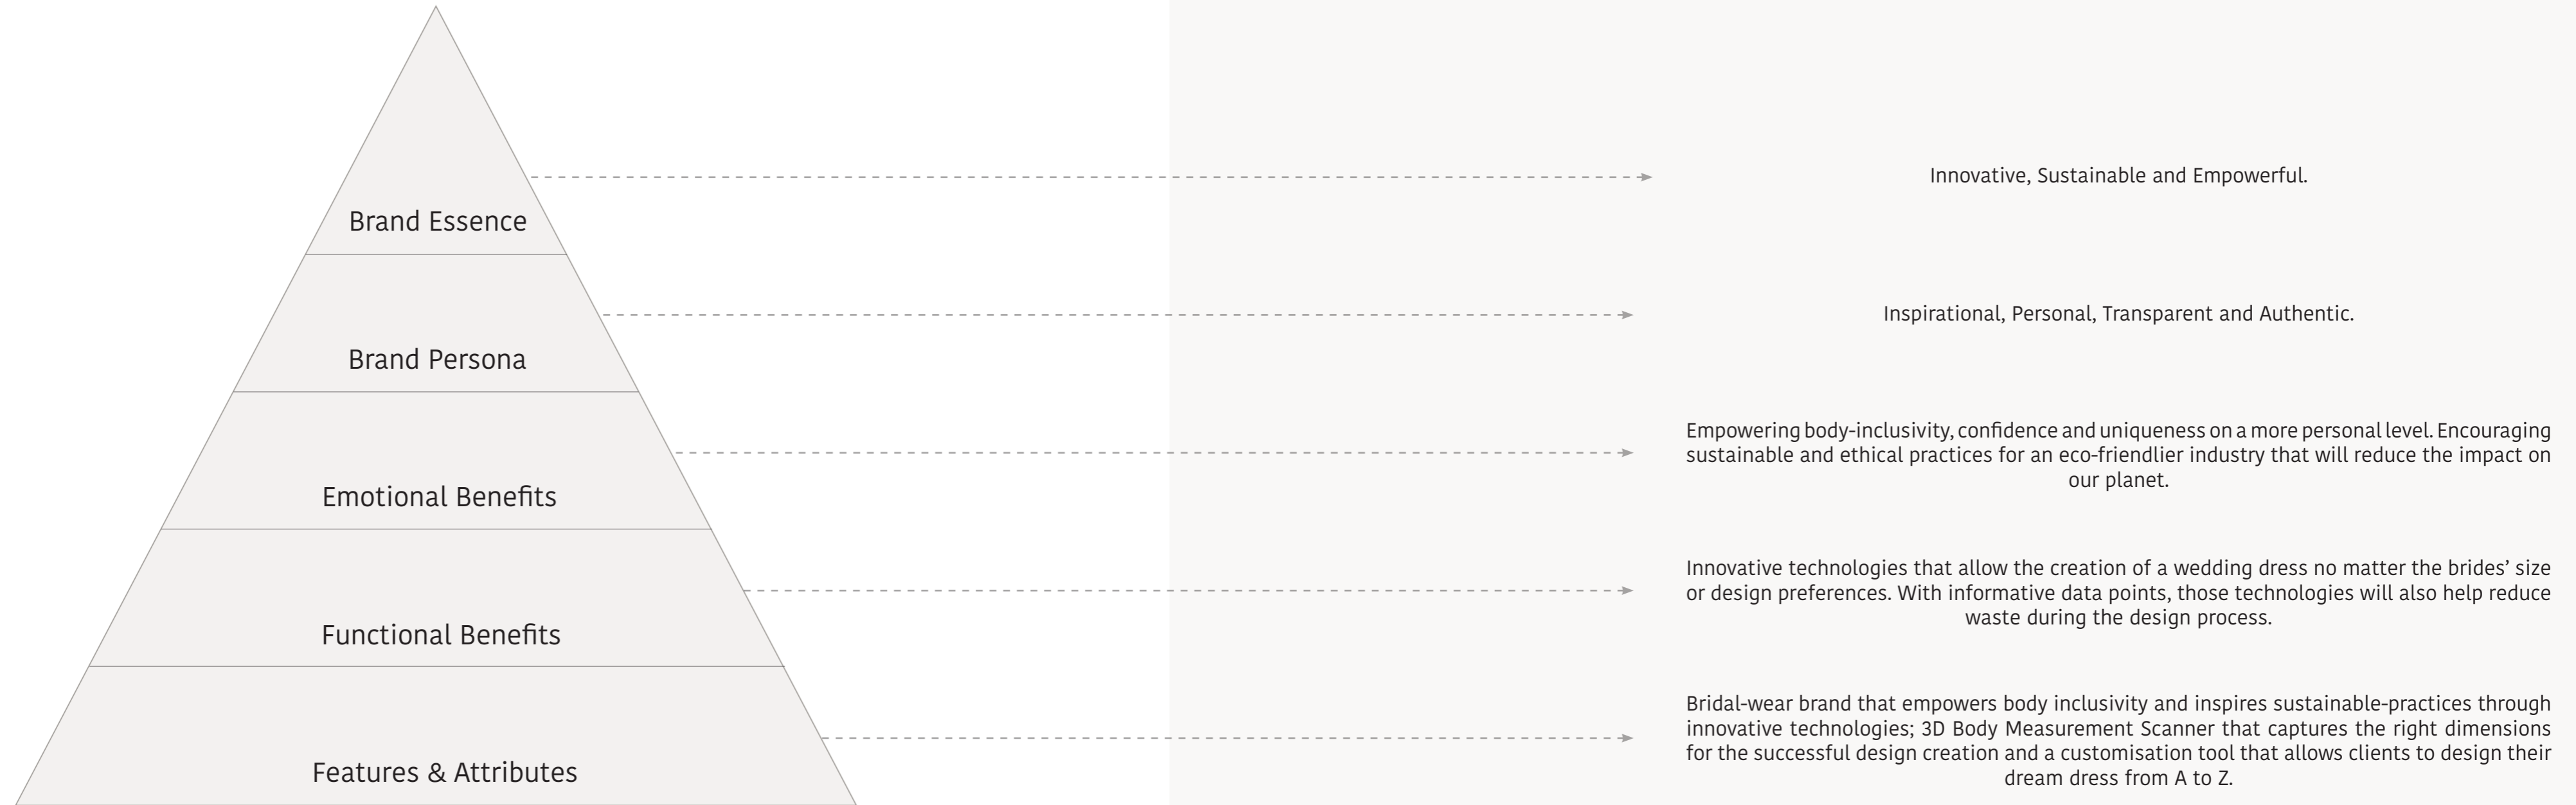 Brand Essence
Innovative, Sustainable and Empowerful.
Brand Persona
Inspirational, Personal, Transparent and Authentic.
Emotional Benefits
Empowering body-inclusivity, confidence and uniqueness on a more personal level. Encouraging
sustainable and ethical practices for an eco-friendlier industry that will reduce the impact on
our planet.
Functional Benefits
Innovative technologies that allow the creation of a wedding dress no matter the brides’ size
or design preferences. With informative data points, those technologies will also help reduce
waste during the design process.
Features & Attributes
Bridal-wear brand that empowers body inclusivity and inspires sustainable-practices through
innovative technologies; 3D Body Measurement Scanner that captures the right dimensions
for the successful design creation and a customisation tool that allows clients to design their
dream dress from A to Z.